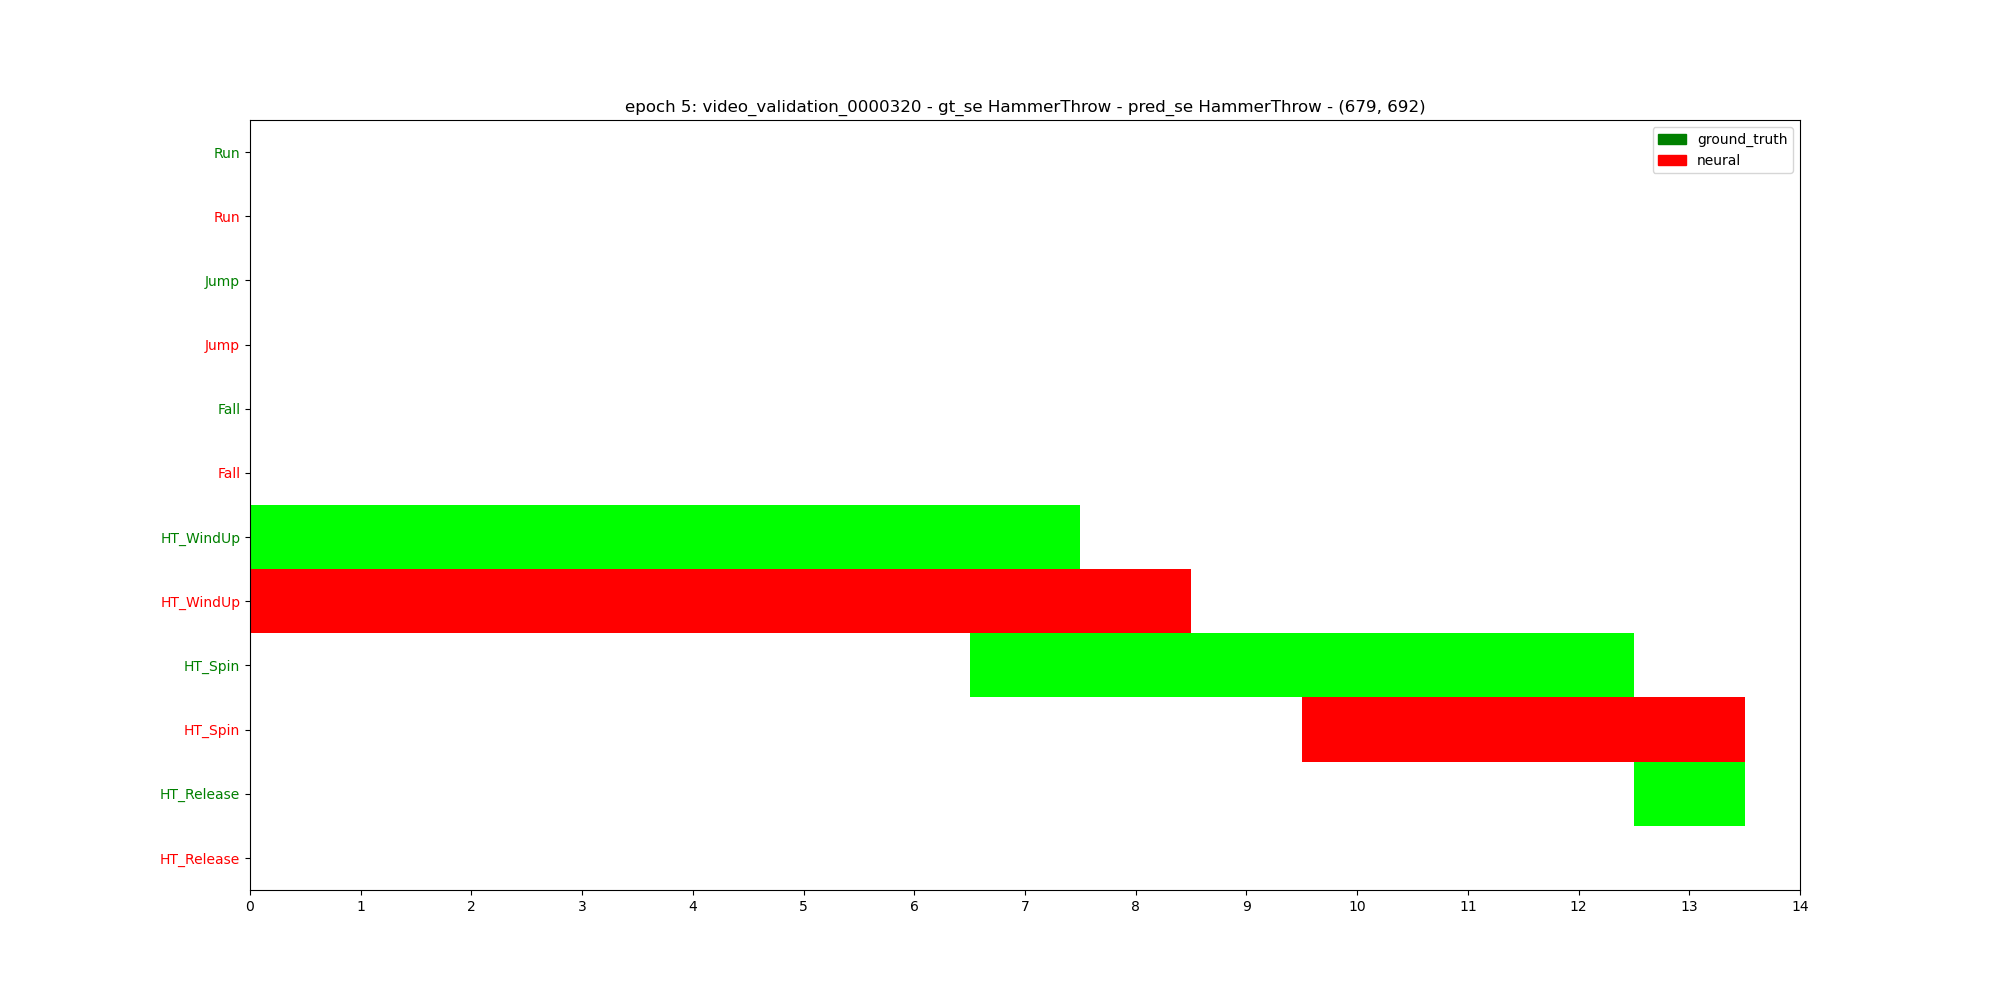 epoch 5: video_validation_0000320 - gt_se HammerThrow - pred_se HammerThrow - (679, 692)
ground_truth
neural
Run
Run
Jump
Jump
Fall
Fall
HT_WindUp
HT_WindUp
HT_Spin
HT_Spin
HT_Release
HT_Release
0 1 2 3 4 5 6 7 8 9 10 11 12 13 14